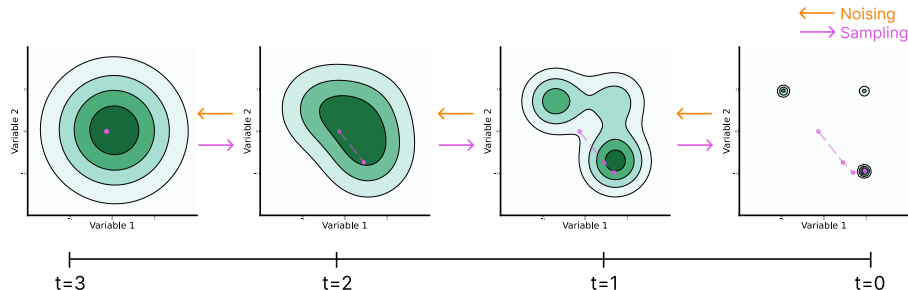 Noising
Sampling
Variable 2
Variable 1
Variable 2
Variable 1
Variable 2
Variable 1
Variable 2
Variable 1
t=3
t=2
t=1
t=0